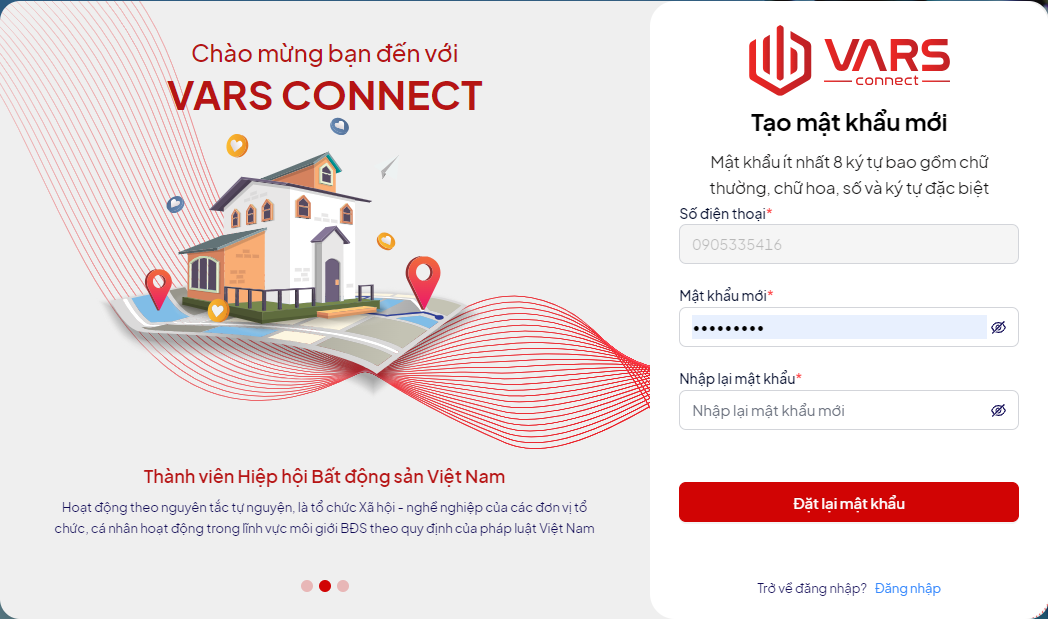 Chào mừng bạn đến với
VARS CONNECT
Thành viên Hiệp hội Bất động sản Việt Nam
Hoạt động theo nguyên tắc tự nguyện, là tổ chức Xã hội - nghề nghiệp của các đơn vị tổ
chức, cá nhân hoạt động trong lĩnh vực môi giới BĐS theo quy định của pháp luật Việt Nam
VARS
connect
Tạo mật khẩu mới
Mật khẩu ít nhất 8 ký tự bao gồm chữ
thường, chữ hoa, số và ký tự đặc biệt
Số điện thoại*
0905335416
Mật khẩu mới*
•••••••••
Nhập lại mật khẩu*
Nhập lại mật khẩu mới
Đặt lại mật khẩu
Trở về đăng nhập? Đăng nhập